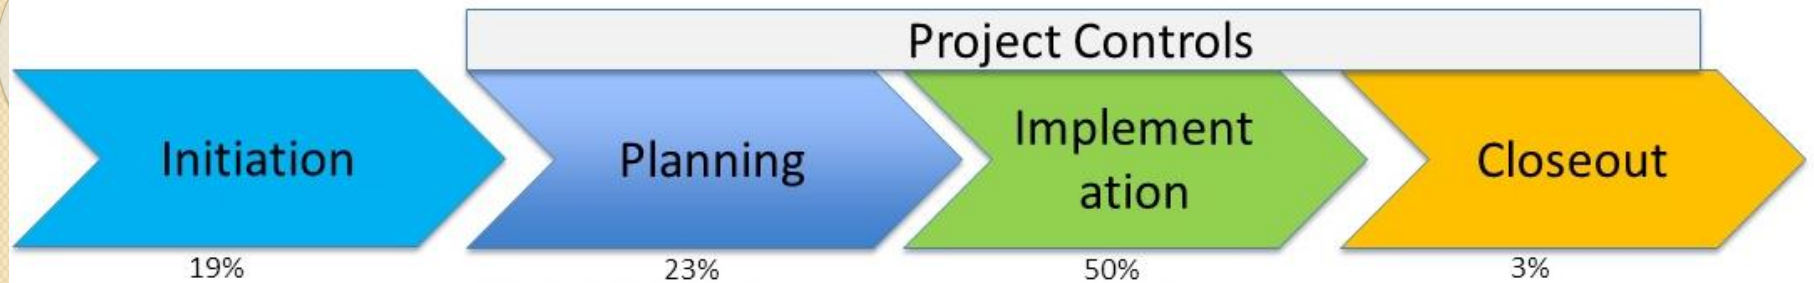 Project Controls
Initiation
Planning
Implement
ation
Closeout
19%
23%
50%
3%